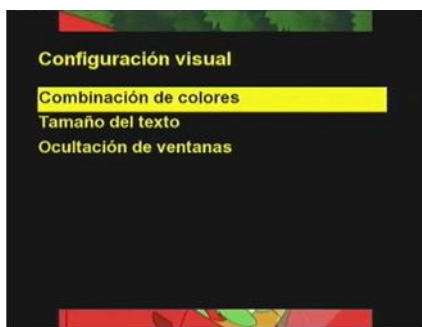 Configuración visual
Combinación de colores
Tamaño del texto
Ocultación de ventanas